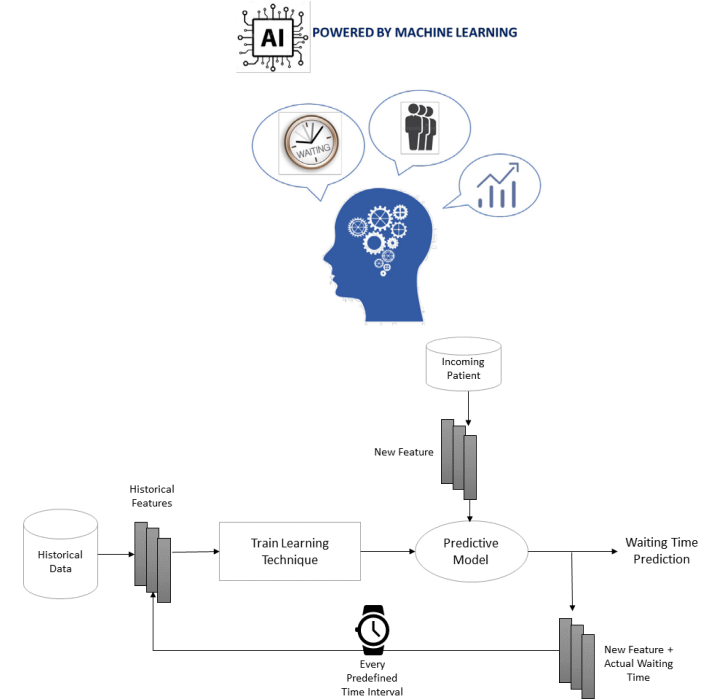 AI POWERED BY MACHINE LEARNING
WAITING
Incoming
Patient
New Feature
Historical
Features
Historical
Data
Train Learning
Technique
Predictive
Model
Waiting Time
Prediction
Every
Predefined
Time Interval
New Feature +
Actual Waiting
Time